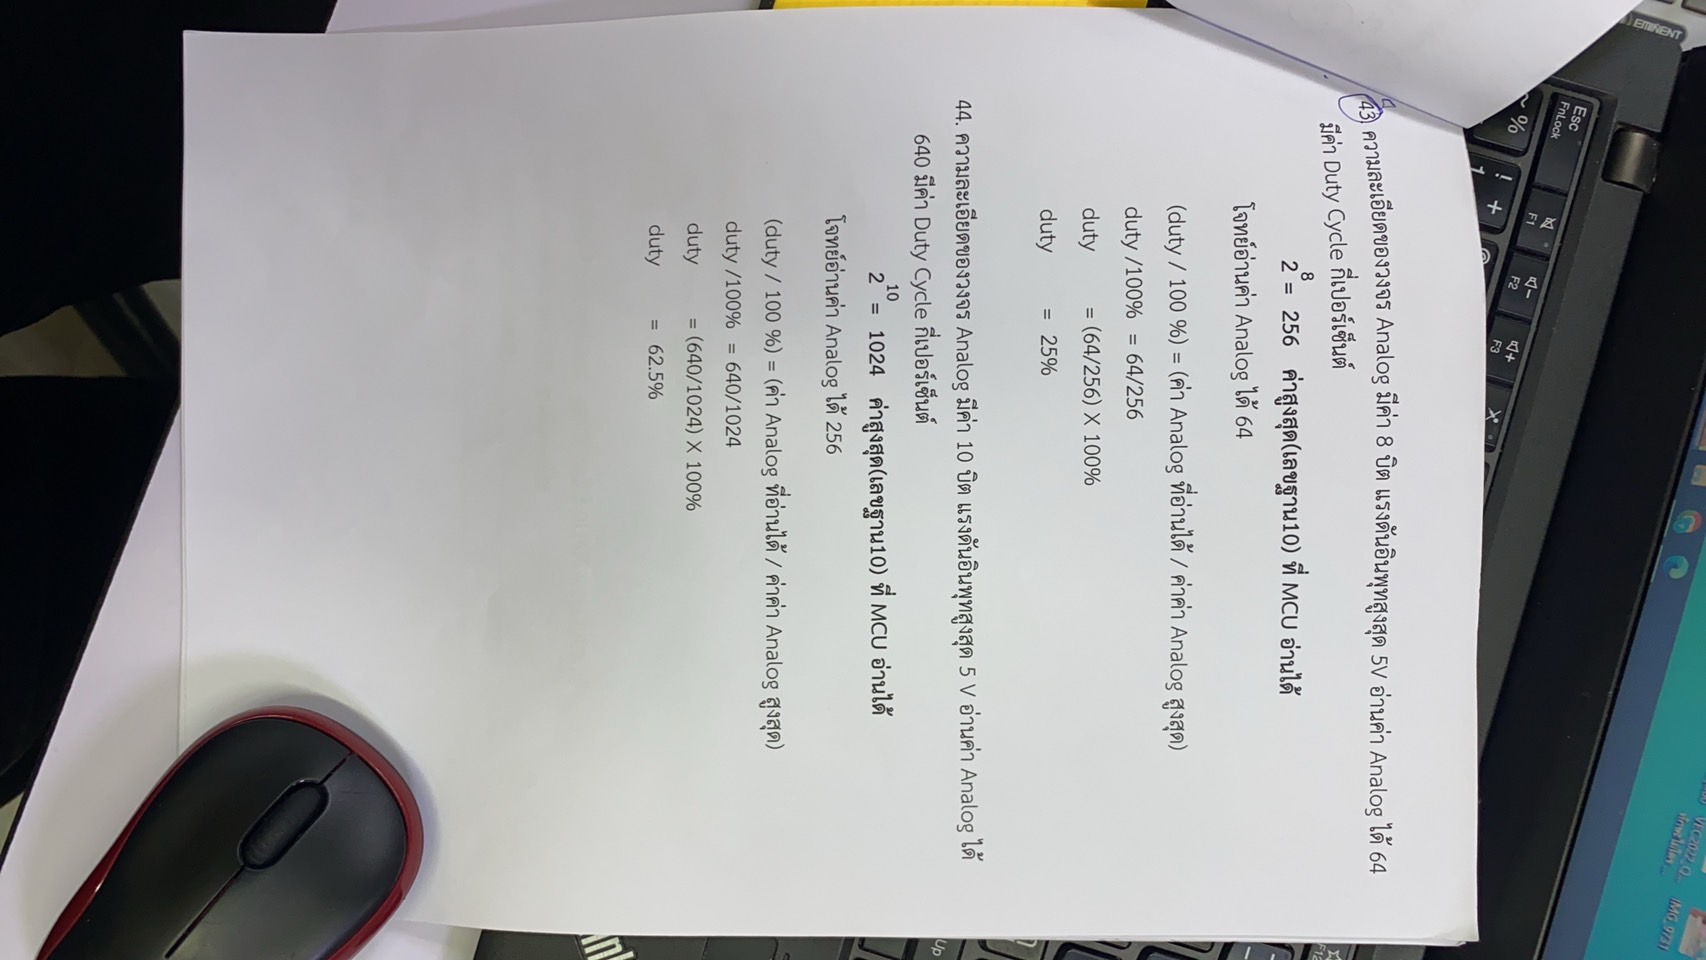 43. ความละเอียดของวงจร Analog มีค่า 8 บิต แรงดันอินพุทสูงสุด 5V อ่านค่า Analog ได้ 64
มีค่า Duty Cycle กี่เปอร์เซ็นต์
2⁸ = 256 ค่าสูงสุด(เลขฐาน10) ที่ MCU อ่านได้
โจทย์อ่านค่า Analog ได้ 64
(duty / 100 %) = (ค่า Analog ที่อ่านได้ / ค่าค่า Analog สูงสุด)
duty /100% = 64/256
duty = (64/256) X 100%
duty = 25%
44. ความละเอียดของวงจร Analog มีค่า 10 บิต แรงดันอินพุทสูงสุด 5 V อ่านค่า Analog ได้
640 มีค่า Duty Cycle กี่เปอร์เซ็นต์
2¹⁰ = 1024 ค่าสูงสุด(เลขฐาน10) ที่ MCU อ่านได้
โจทย์อ่านค่า Analog ได้ 256
(duty / 100 %) = (ค่า Analog ที่อ่านได้ / ค่าค่า Analog สูงสุด)
duty /100% = 640/1024
duty = (640/1024) X 100%
duty = 62.5%
EMINENT
Esc
FnLock
F1
F2
F3